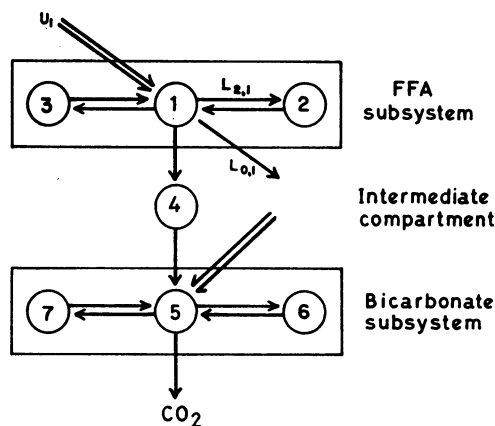 U₁
3
1
L₂,₁
2
FFA
subsystem
L₀,₁
4
Intermediate
compartment
7
5
6
Bicarbonate
subsystem
CO₂